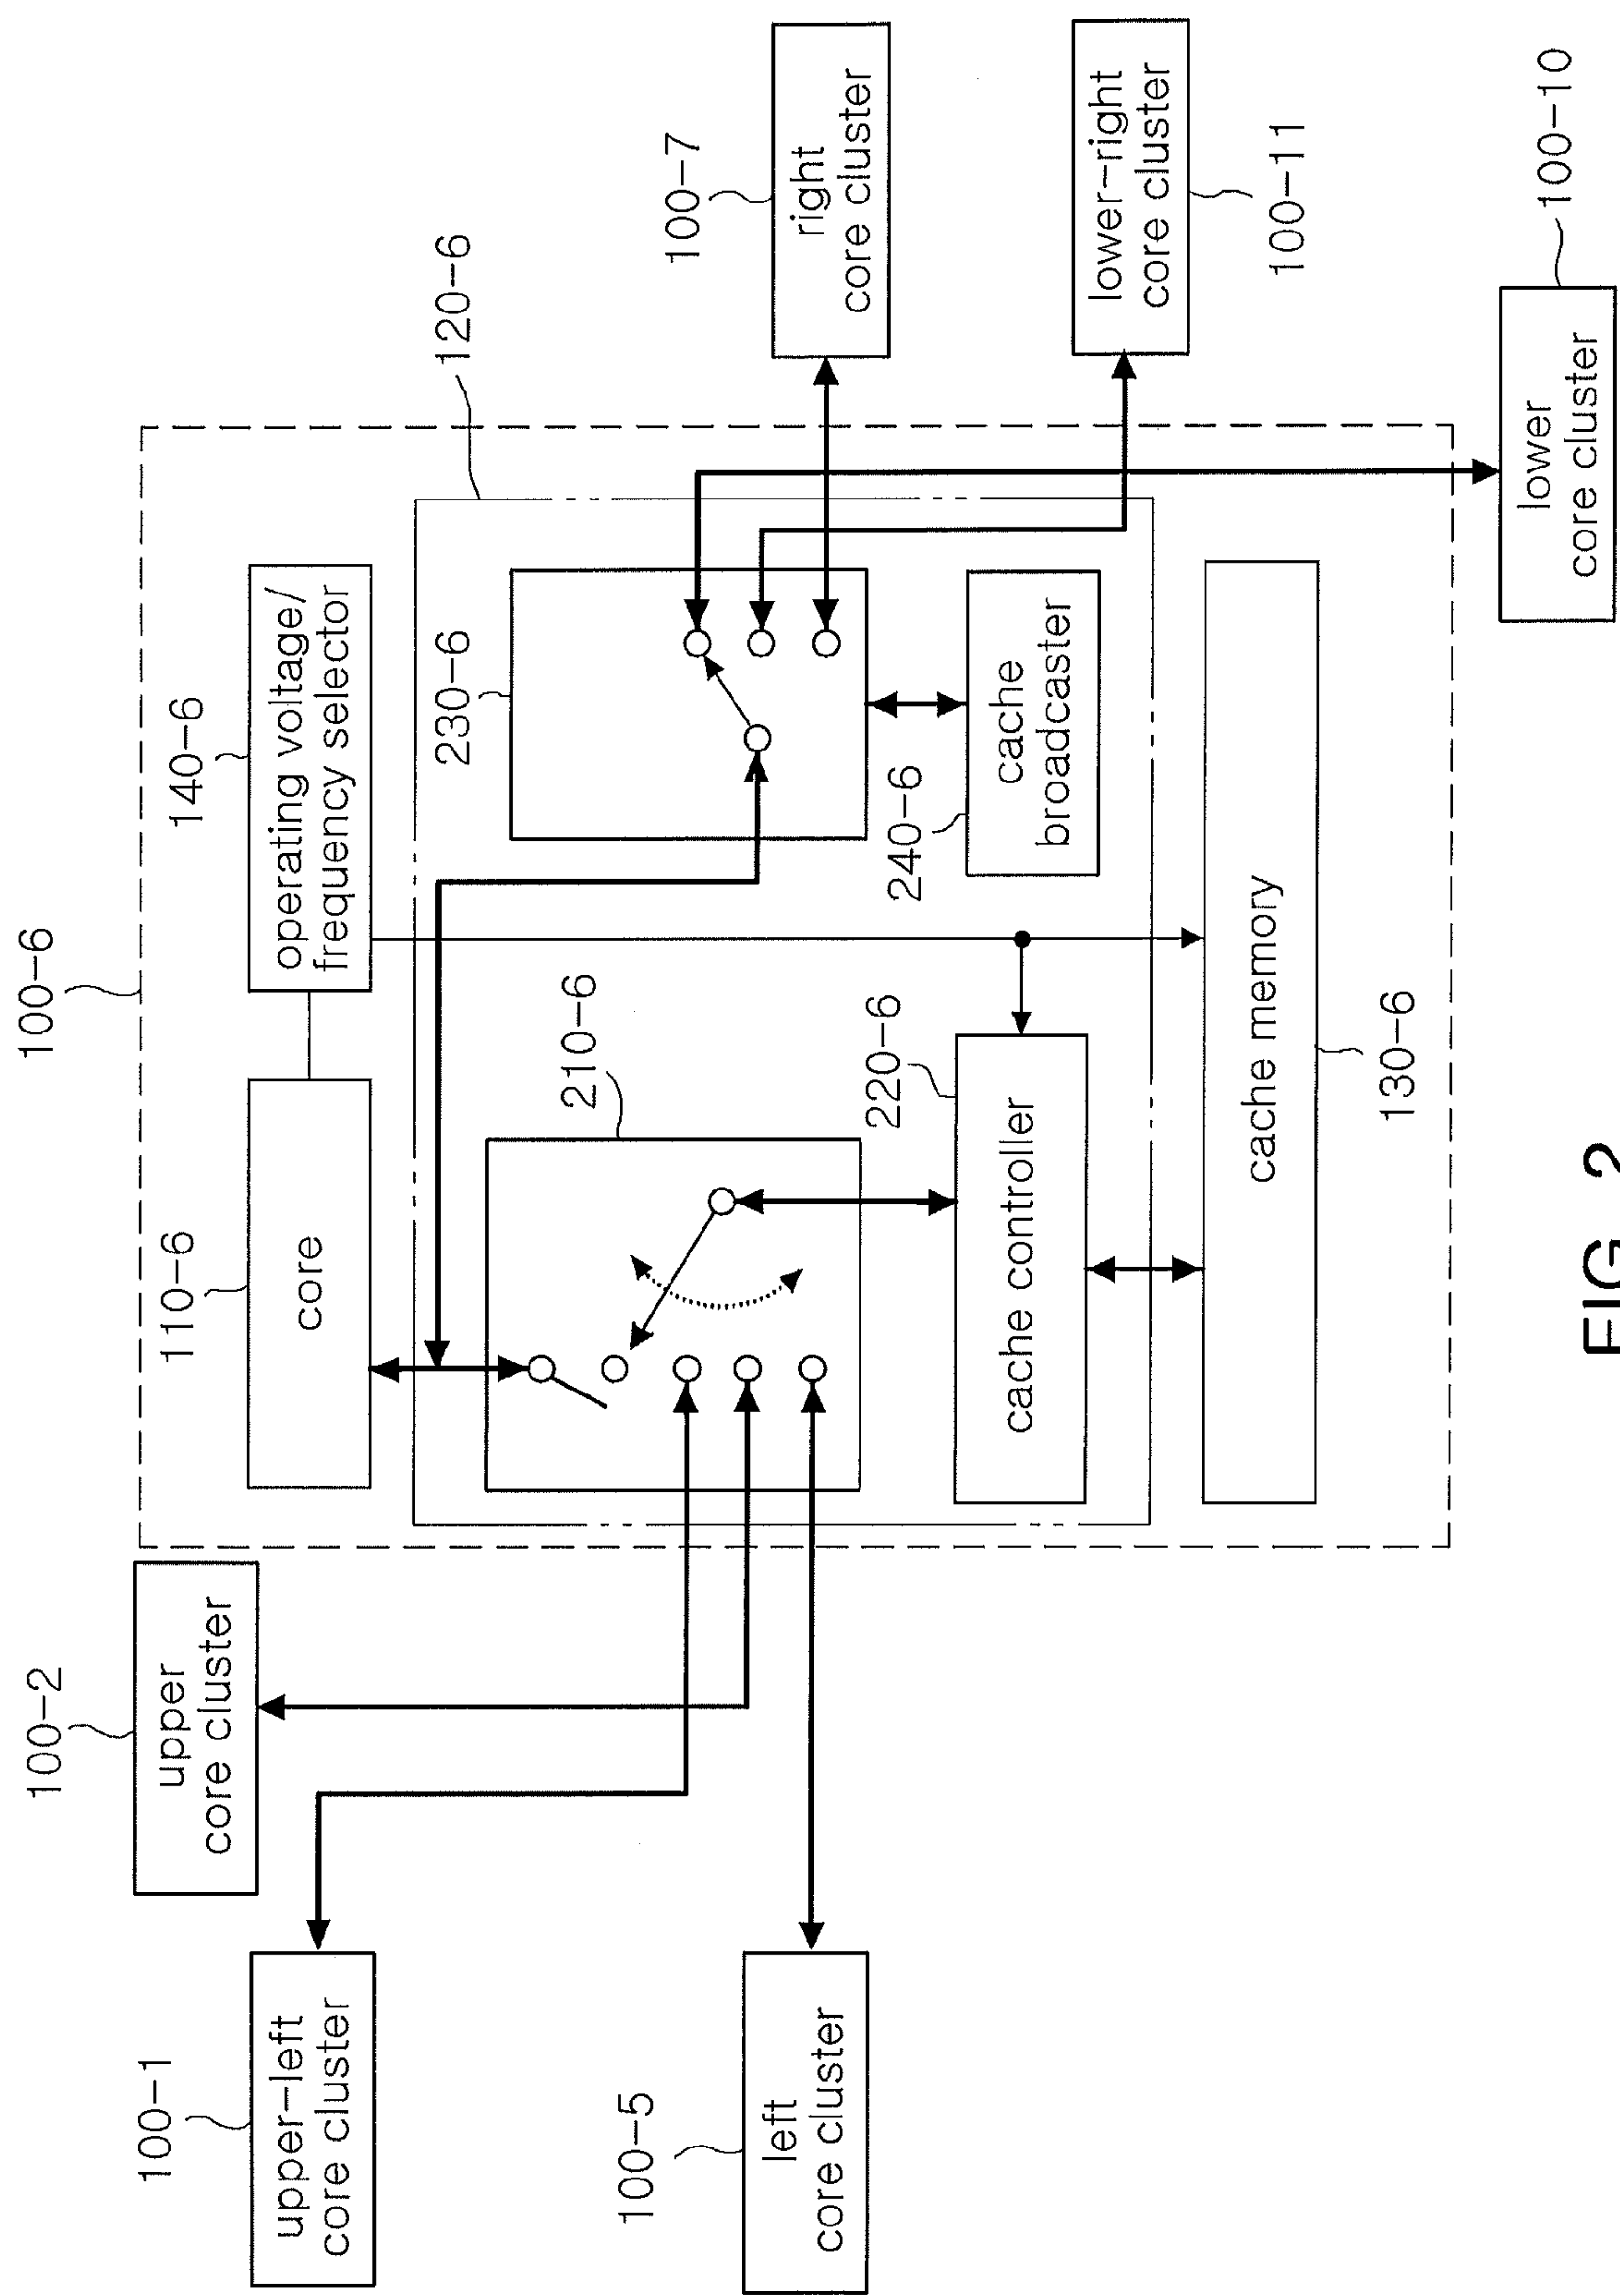 100-6
100-1
upper-left
core cluster
100-2
upper
core cluster
100-5
left
core cluster
110-6
core
140-6
operating voltage/
frequency selector
120-6
210-6
230-6
220-6
cache controller
240-6
cache
broadcaster
cache memory
130-6
100-7
right
core cluster
lower-right
core cluster
100-11
lower
core cluster
100-10
FIG. 2